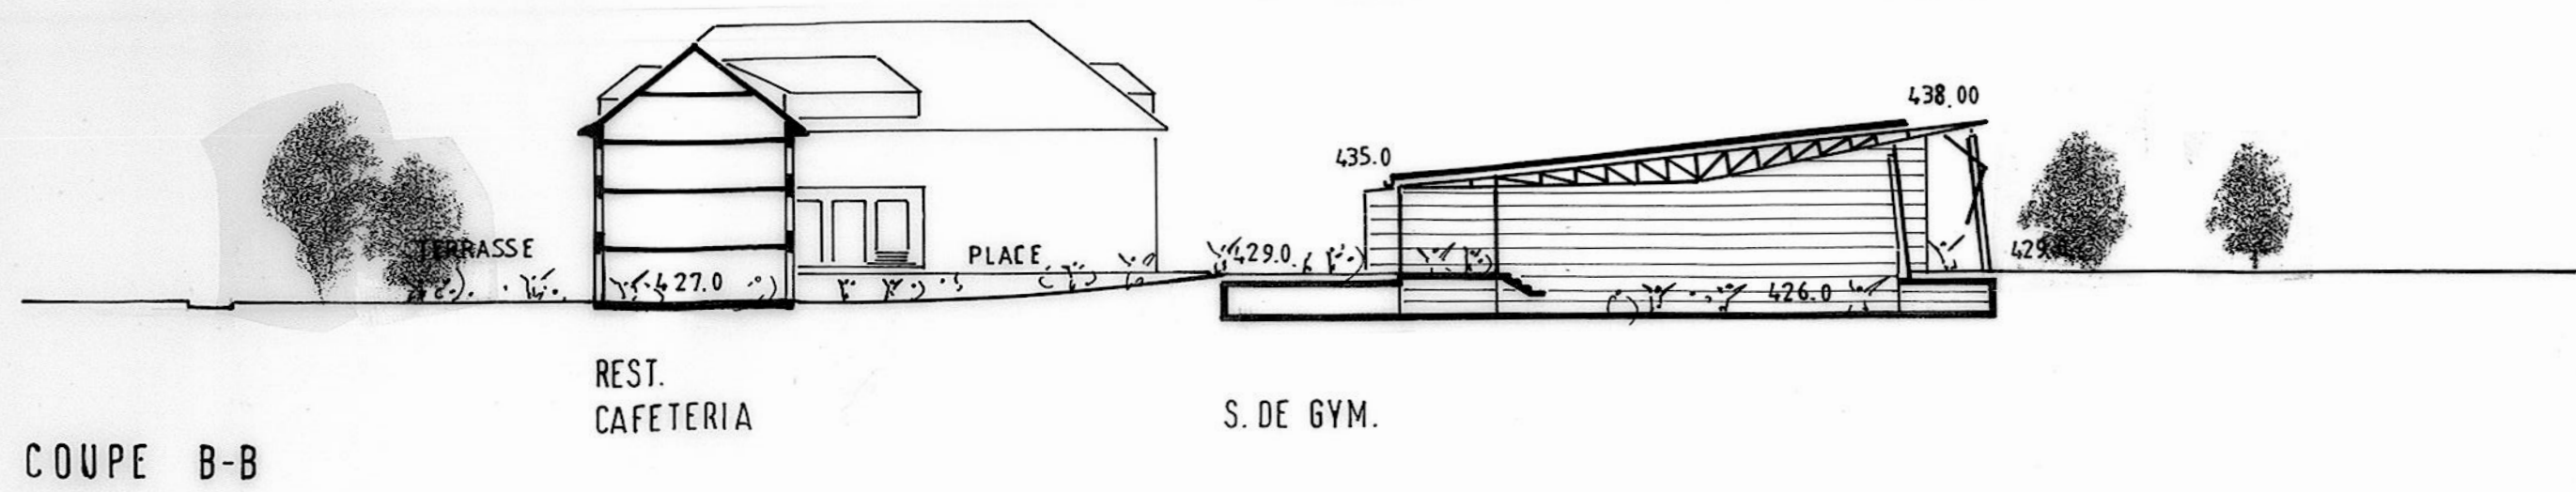 438.00
435.0
TERRASSE
PLACE
429.0
427.0
426.0
REST.
CAFETERIA
S. DE GYM.
COUPE B-B